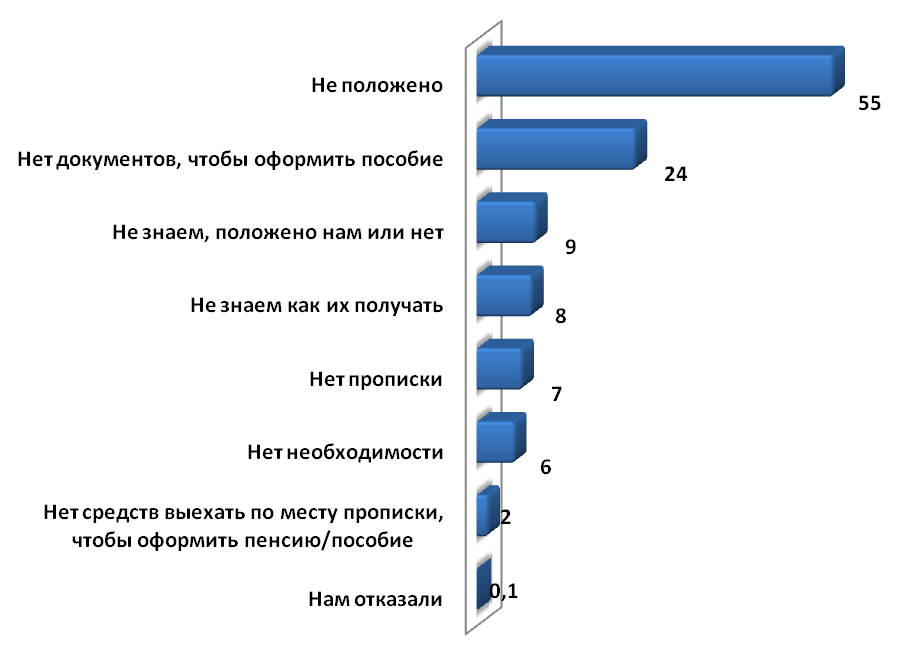 Не положено
55
Нет документов, чтобы оформить пособие
24
Не знаем, положено нам или нет
9
Не знаем как их получать
8
Нет прописки
7
Нет необходимости
6
Нет средств выехать по месту прописки,
чтобы оформить пенсию/пособие
2
Нам отказали
0,1